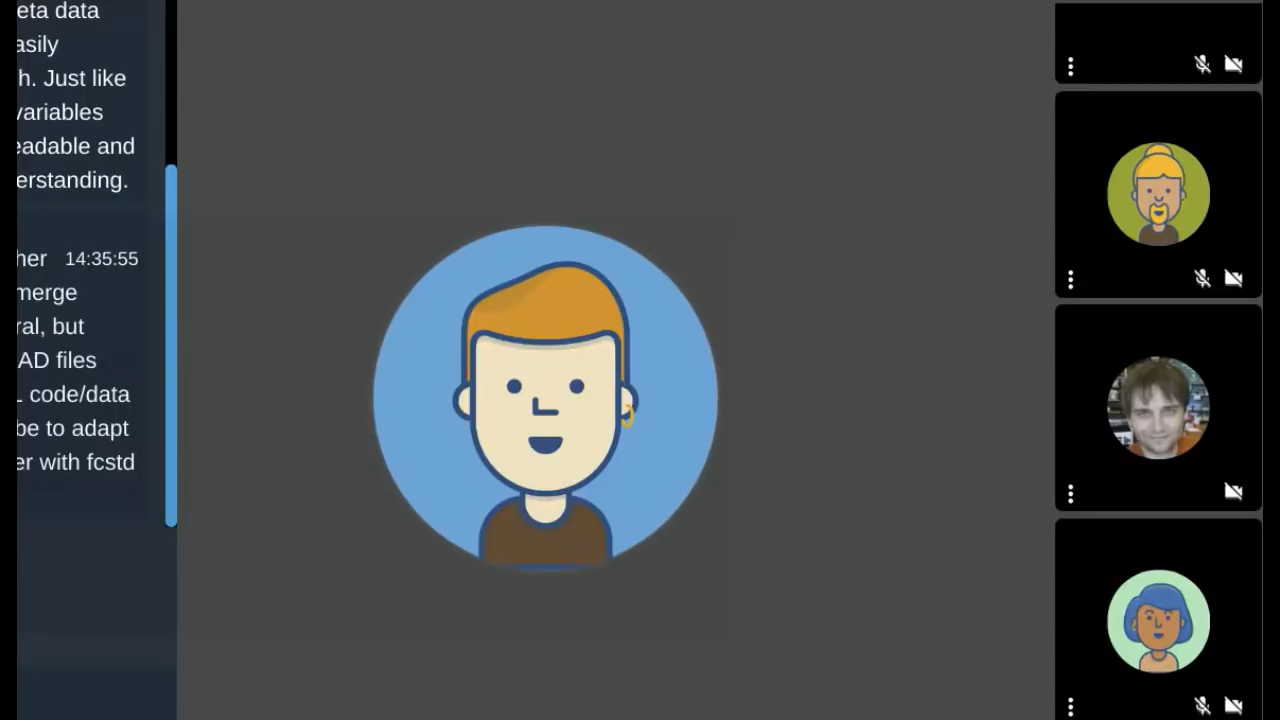 eta data
asily
h. Just like
variables
eadable and
erstanding.
her 14:35:55
merge
ral, but
AD files
code/data
be to adapt
er with fcstd